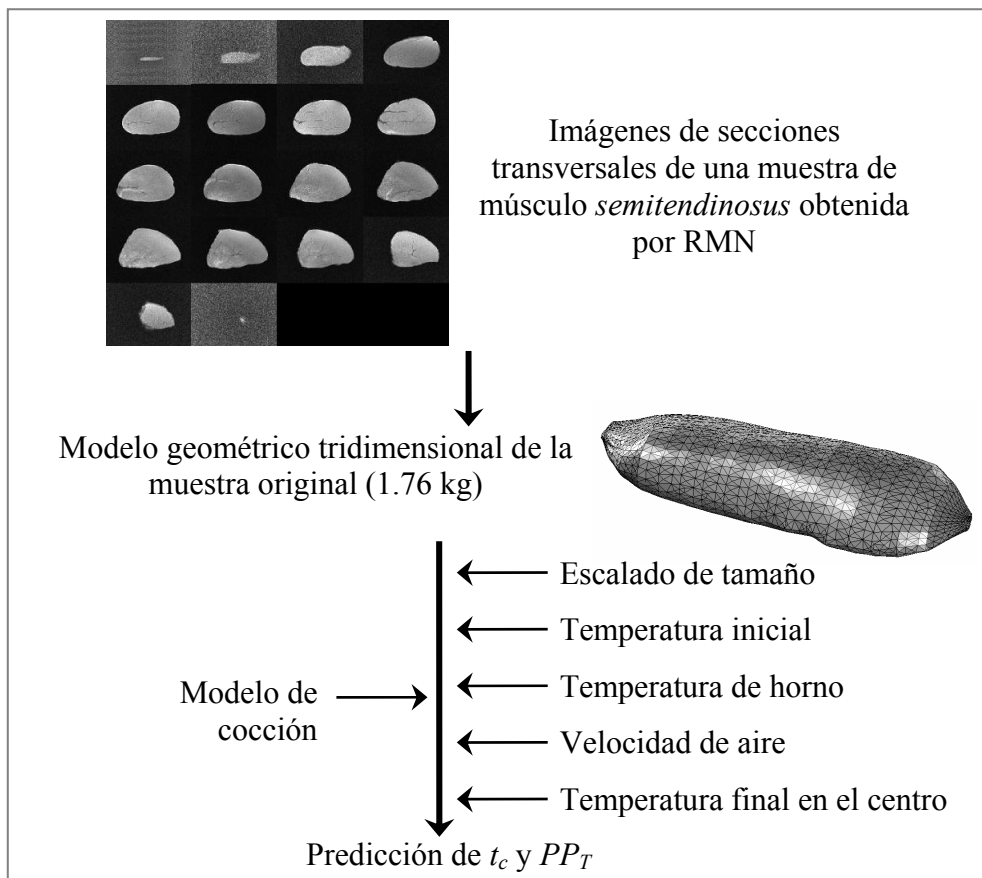 Imágenes de secciones
transversales de una muestra de
músculo semitendinosus obtenida
por RMN
Modelo geométrico tridimensional de la
muestra original (1.76 kg)
Escalado de tamaño
Temperatura inicial
Modelo de
cocción
Temperatura de horno
Velocidad de aire
Temperatura final en el centro
Predicción de tc y PPT